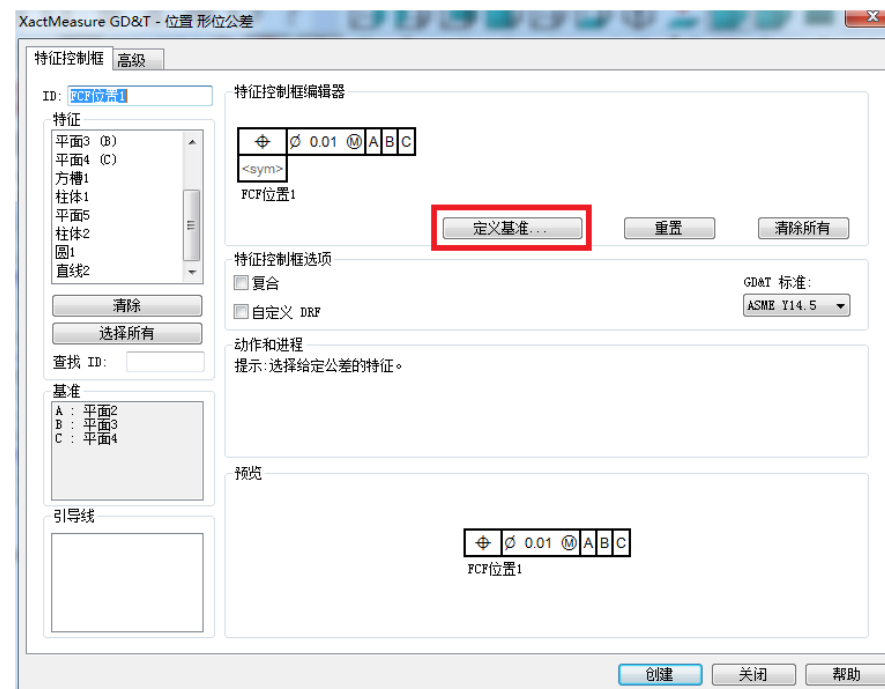 XactMeasure GD&T - 位置 形位公差
特征控制框 高级
ID: FCF位置1
特征
平面3 (B)
平面4 (C)
方槽1
柱体1
平面5
柱体2
圆1
直线2
清除
选择所有
查找 ID:
基准
A : 平面2
B : 平面3
C : 平面4
引导线
特征控制框编辑器
⌖ Ø 0.01 Ⓜ A B C
<sym>
FCF位置1
定义基准... 重置 清除所有
特征控制框选项
复合
自定义 DRF
GD&T 标准:
ASME Y14.5
动作和进程
提示:选择给定公差的特征。
预览
⌖ Ø 0.01 Ⓜ A B C
FCF位置1
创建 关闭 帮助